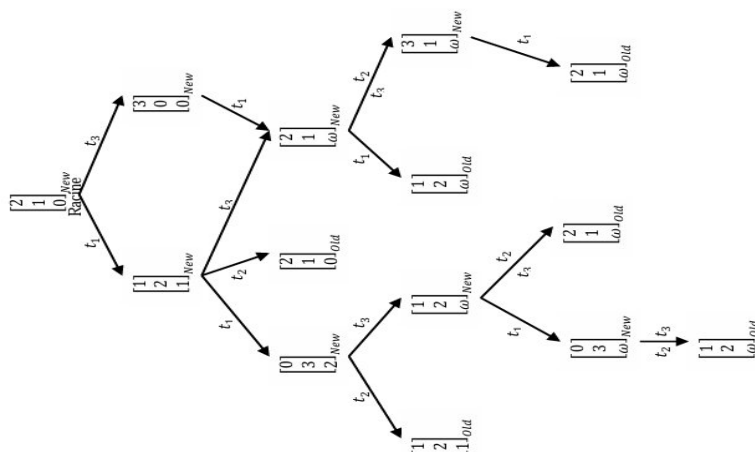 [2 1 0]New
Racine
t1
t3
[1 2 1]New
[3 0 0]New
t1
t2
t3
t1
[0 3 2]New
[2 1 0]Old
[2 1 ω]New
t2
t3
t1
t2
t3
[1 2 1]Old
[1 2 ω]New
[1 2 ω]Old
[3 1 ω]New
t1
t2
t3
t1
[0 3 ω]New
[2 1 ω]Old
[2 1 ω]Old
t2 t3
[1 2 ω]Old